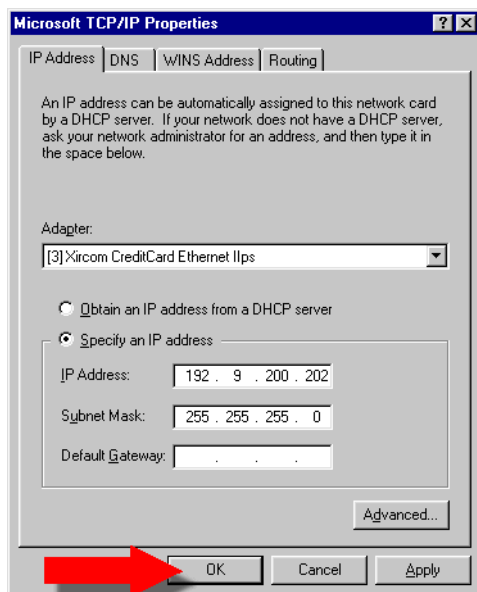 Microsoft TCP/IP Properties
IP Address DNS WINS Address Routing
An IP address can be automatically assigned to this network card
by a DHCP server. If your network does not have a DHCP server,
ask your network administrator for an address, and then type it in
the space below.
Adapter:
[3] Xircom CreditCard Ethernet IIps
Obtain an IP address from a DHCP server
Specify an IP address
IP Address: 192 . 9 . 200 . 202
Subnet Mask: 255 . 255 . 255 . 0
Default Gateway: . . .
Advanced...
OK Cancel Apply